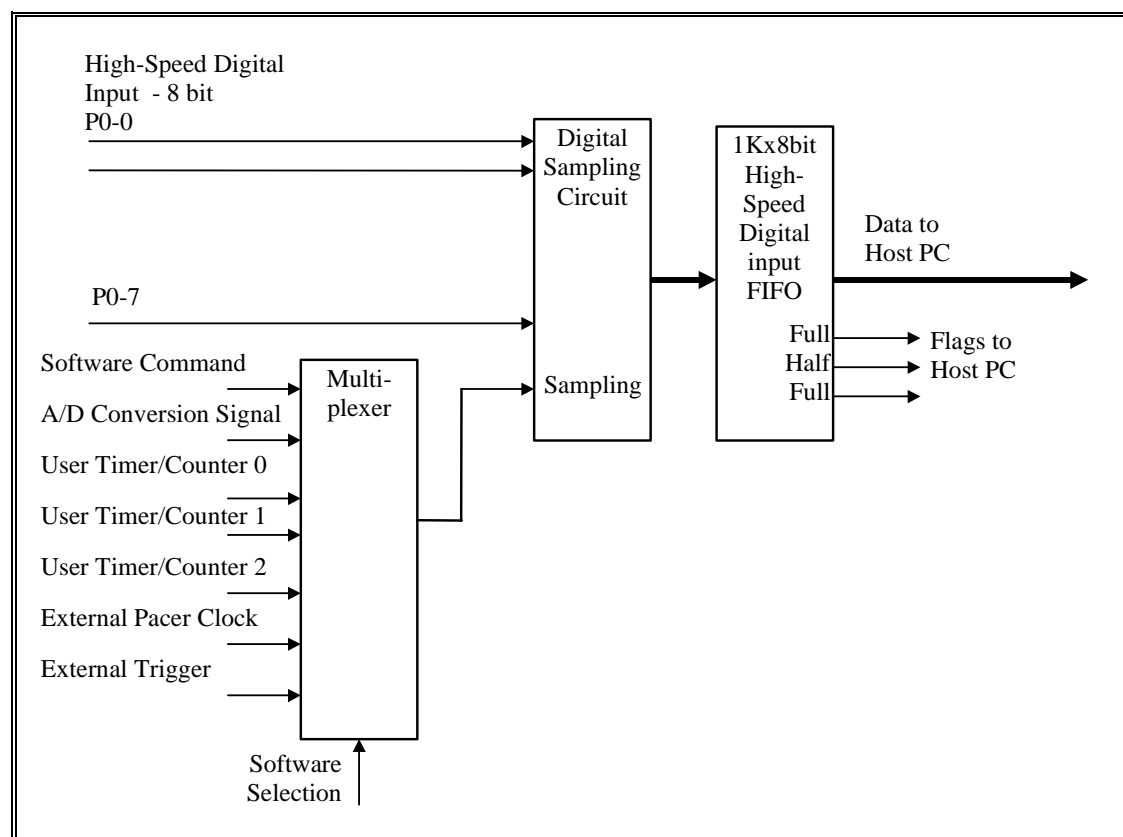 High-Speed Digital
Input - 8 bit
P0-0
P0-7
Digital
Sampling
Circuit
Sampling
1Kx8bit
High-
Speed
Digital
input
FIFO
Full
Half
Full
Data to
Host PC
Flags to
Host PC
Software Command
A/D Conversion Signal
User Timer/Counter 0
User Timer/Counter 1
User Timer/Counter 2
External Pacer Clock
External Trigger
Multi-
plexer
Software
Selection